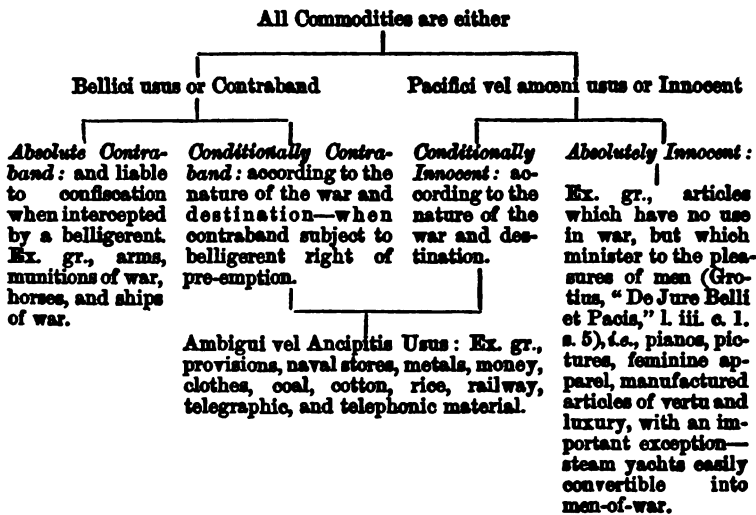 All Commodities are either
Bellici usus or Contraband
Pacifici vel amœni usus or Innocent
Absolute Contra-
band: and liable
to confiscation
when intercepted
by a belligerent.
Ex. gr., arms,
munitions of war,
horses, and ships
of war.
Conditionally Contra-
band: according to the
nature of the war and
destination—when
contraband subject to
belligerent right of
pre-emption.
Conditionally
Innocent: ac-
cording to the
nature of the
war and des-
tination.
Ambigui vel Ancipitis Usus: Ex. gr.,
provisions, naval stores, metals, money,
clothes, coal, cotton, rice, railway,
telegraphic, and telephonic material.
Absolutely Innocent:
Ex. gr., articles
which have no use
in war, but which
minister to the plea-
sures of men (Gro-
tius, “De Jure Belli
et Pacis,” l. iii. c. 1.
s. 5), i.e., pianos, pic-
tures, feminine ap-
parel, manufactured
articles of vertu and
luxury, with an im-
portant exception—
steam yachts easily
convertible into
men-of-war.